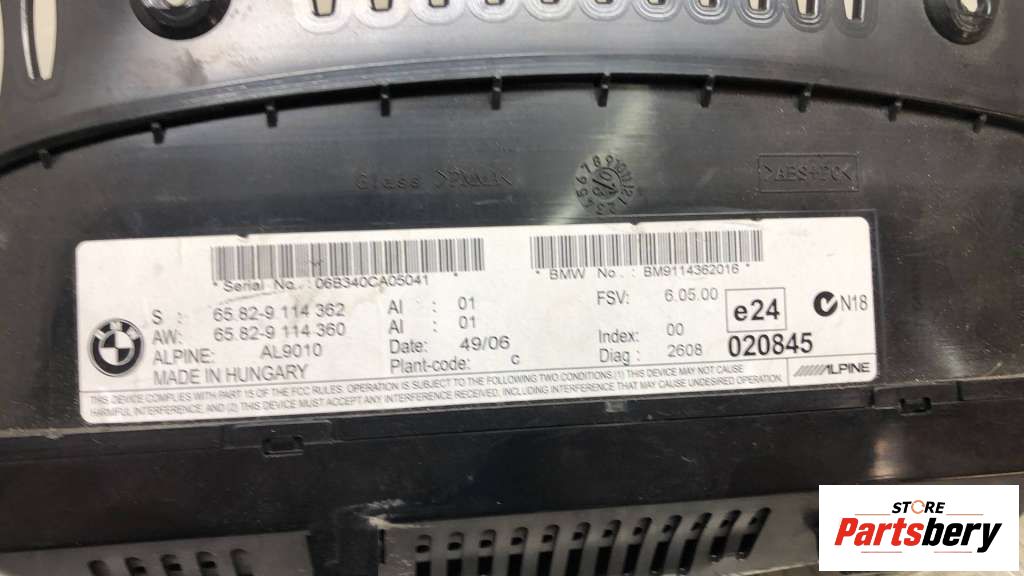 Glass >PMMA<
* Serial No.: 06B340CA05041 *
* BMW No.: BM9114362016 *
S : 65.82-9 114 362 AI : 01
AW: 65.82-9 114 360 AI : 01
ALPINE: AL9010 Date: 49/06
MADE IN HUNGARY Plant-code: c
FSV: 6.05.00
Index: 00
Diag: 2608
e24
020845
N18
ALPINE
THIS DEVICE COMPLIES WITH PART 15 OF THE FCC RULES. OPERATION IS SUBJECT TO THE FOLLOWING TWO CONDITIONS (1) THIS DEVICE MAY NOT CAUSE
HARMFUL INTERFERENCE, AND (2) THIS DEVICE MUST ACCEPT ANY INTERFERENCE RECEIVED, INCLUDING INTERFERENCE THAT MAY CAUSE UNDESIRED OPERATION.
STORE
Partsbery